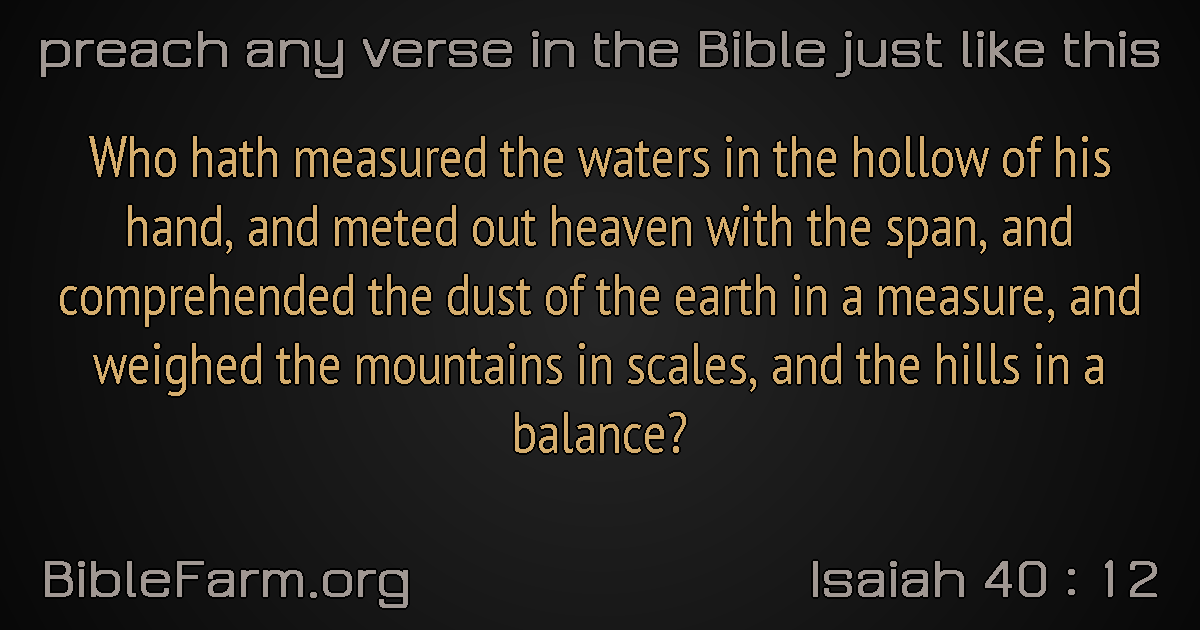 preach any verse in the Bible just like this
Who hath measured the waters in the hollow of his
hand, and meted out heaven with the span, and
comprehended the dust of the earth in a measure, and
weighed the mountains in scales, and the hills in a
balance?
BibleFarm.org
Isaiah 40 : 12